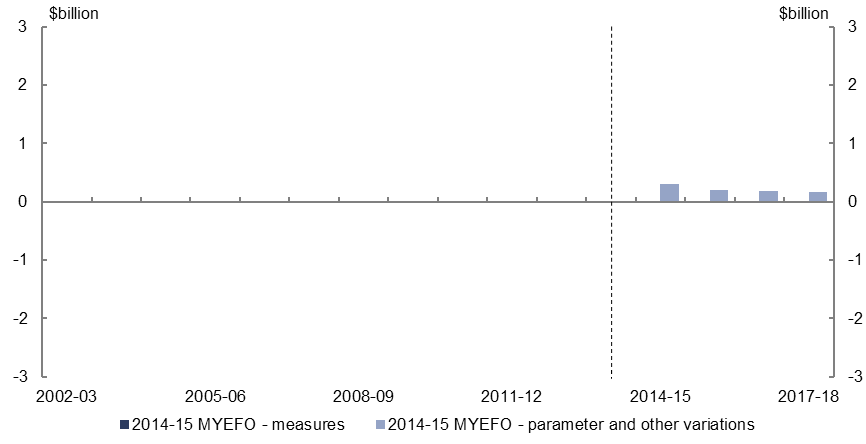 $billion $billion
3 3
2 2
1 1
0 0
-1 -1
-2 -2
-3 -3
2002-03 2005-06 2008-09 2011-12 2014-15 2017-18
2014-15 MYEFO - measures 2014-15 MYEFO - parameter and other variations